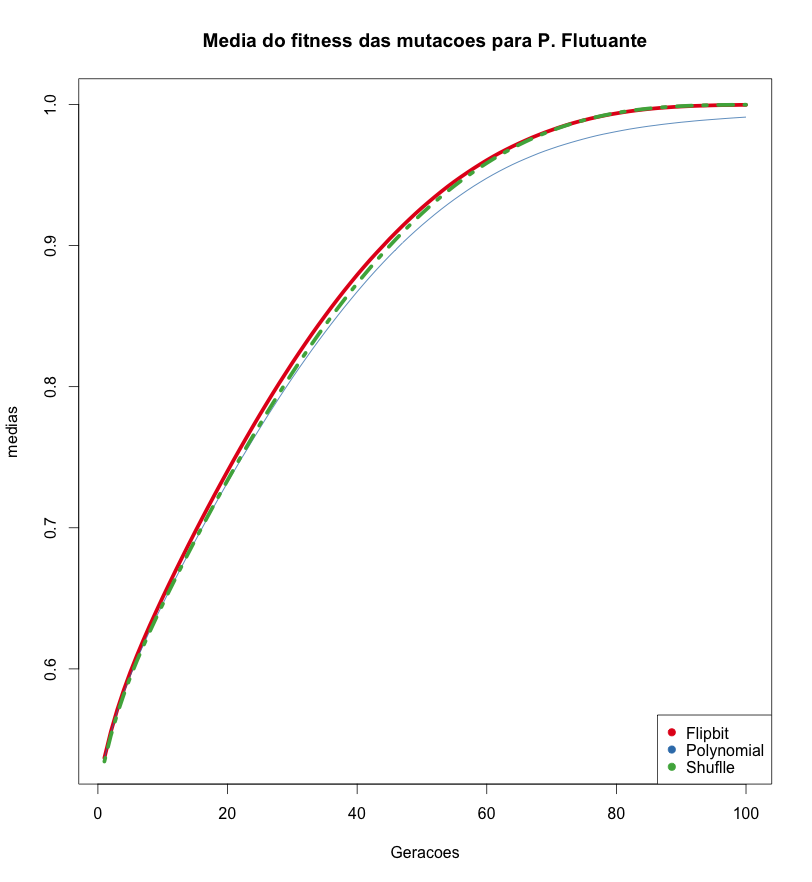 Media do fitness das mutacoes para P. Flutuante
medias
1.0
0.9
0.8
0.7
0.6
0 20 40 60 80 100
Geracoes
Flipbit
Polynomial
Shuflle